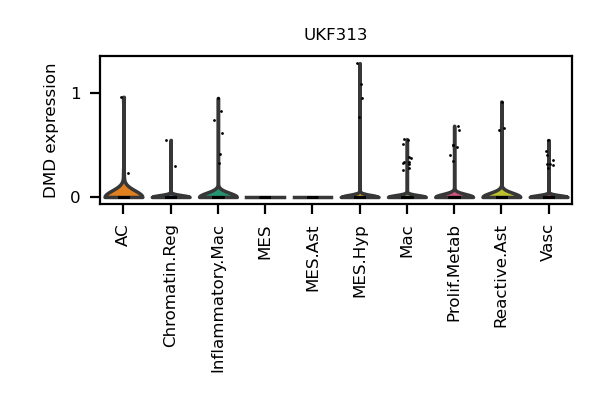 UKF313
DMD expression
1
0
AC
Chromatin.Reg
Inflammatory.Mac
MES
MES.Ast
MES.Hyp
Mac
Prolif.Metab
Reactive.Ast
Vasc